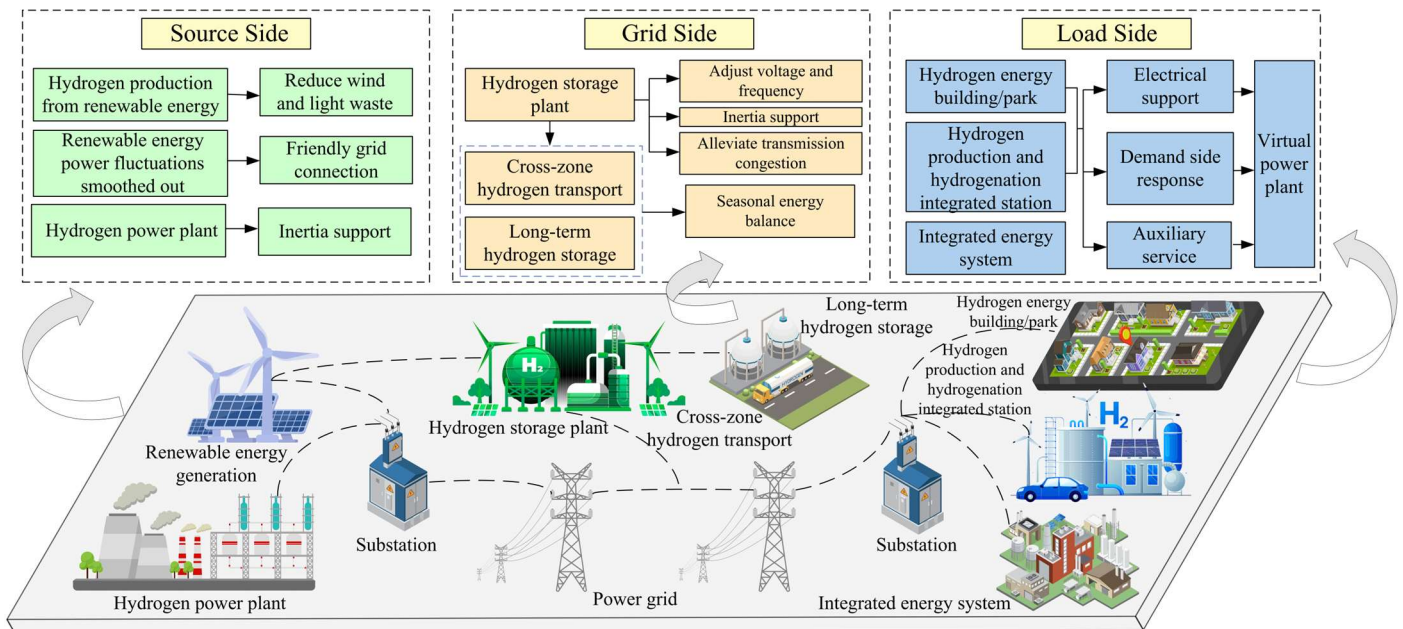 Source Side
Hydrogen production
from renewable energy
Reduce wind
and light waste
Renewable energy
power fluctuations
smoothed out
Friendly grid
connection
Hydrogen power plant
Inertia support
Grid Side
Hydrogen storage
plant
Adjust voltage and
frequency
Inertia support
Alleviate transmission
congestion
Cross-zone
hydrogen transport
Long-term
hydrogen storage
Seasonal energy
balance
Load Side
Hydrogen energy
building/park
Hydrogen
production and
hydrogenation
integrated station
Integrated energy
system
Electrical
support
Demand side
response
Auxiliary
service
Virtual
power
plant
Renewable energy
generation
H2
Hydrogen storage plant
Long-term
hydrogen storage
Cross-zone
hydrogen transport
Hydrogen energy
building/park
Hydrogen
production and
hydrogenation
integrated station
H2
Substation
Substation
Hydrogen power plant
Power grid
Integrated energy system